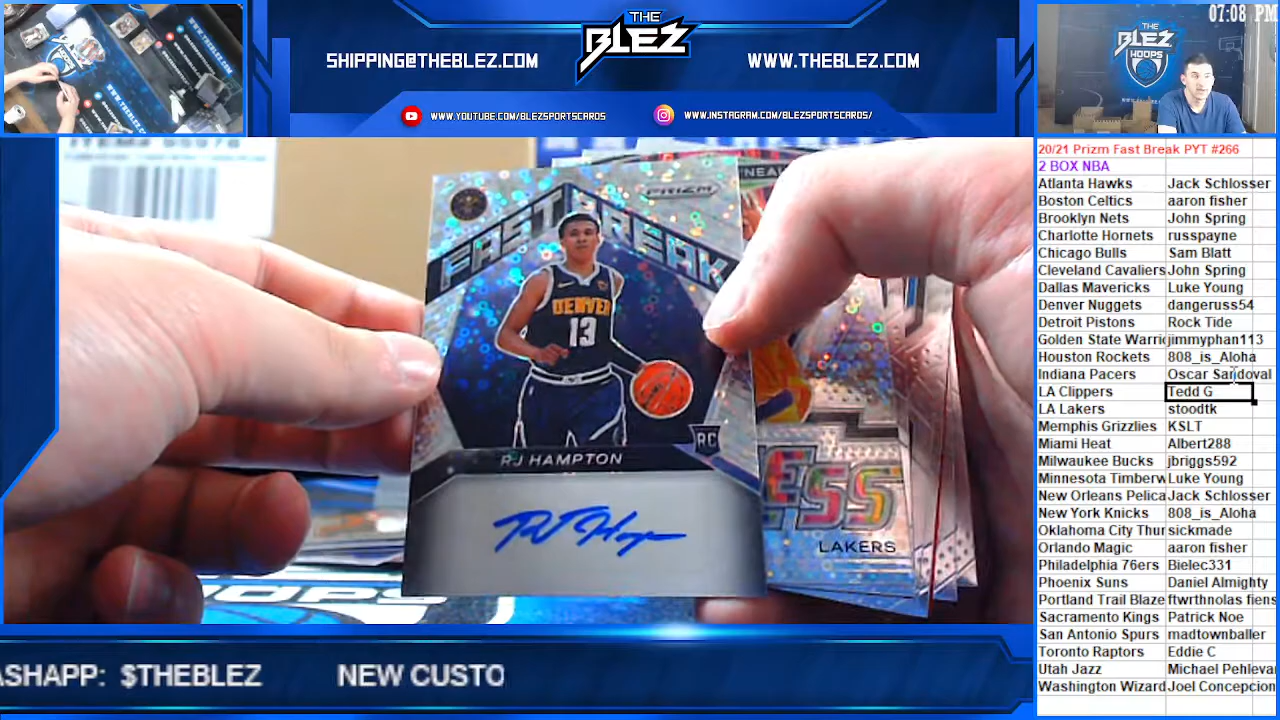 THE
BLEZ
SHIPPING@THEBLEZ.COM
WWW.THEBLEZ.COM
WWW.YOUTUBE.COM/BLEZSPORTSCARDS
WWW.INSTAGRAM.COM/BLEZSPORTSCARDS/
07:08 PM
THE
BLEZ
HOOPS
20/21 Prizm Fast Break PYT #266
2 BOX NBA
Atlanta Hawks Jack Schlosser
Boston Celtics aaron fisher
Brooklyn Nets John Spring
Charlotte Hornets russpayne
Chicago Bulls Sam Blatt
Cleveland Cavaliers John Spring
Dallas Mavericks Luke Young
Denver Nuggets dangeruss54
Detroit Pistons Rock Tide
Golden State Warri jimmyphan113
Houston Rockets 808_is_Aloha
Indiana Pacers Oscar Sandoval
LA Clippers Tedd G
LA Lakers stoodtk
Memphis Grizzlies KSLT
Miami Heat Albert288
Milwaukee Bucks jbriggs592
Minnesota Timberw Luke Young
New Orleans Pelica Jack Schlosser
New York Knicks 808_is_Aloha
Oklahoma City Thur sickmade
Orlando Magic aaron fisher
Philadelphia 76ers Bielec331
Phoenix Suns Daniel Almighty
Portland Trail Blaze ftwrthnolas fiens
Sacramento Kings Patrick Noe
San Antonio Spurs madtownballer
Toronto Raptors Eddie C
Utah Jazz Michael Pehleva
Washington Wizard Joel Concepcion
PRIZM
FAST BREAK
DENVER
13
RC
RJ HAMPTON
NEAL
ESS
LAKERS
OOPS
ASHAPP: $THEBLEZ NEW CUSTO